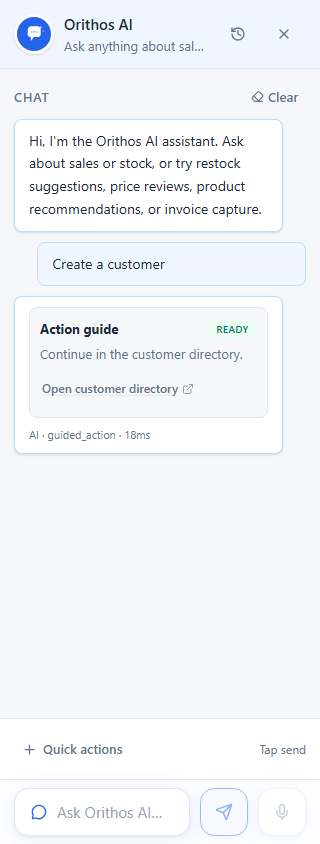 Orithos AI
Ask anything about sal...
CHAT
Clear
Hi, I'm the Orithos AI assistant. Ask
about sales or stock, or try restock
suggestions, price reviews, product
recommendations, or invoice capture.
Create a customer
Action guide
READY
Continue in the customer directory.
Open customer directory
AI · guided_action · 18ms
Quick actions
Tap send
Ask Orithos AI...